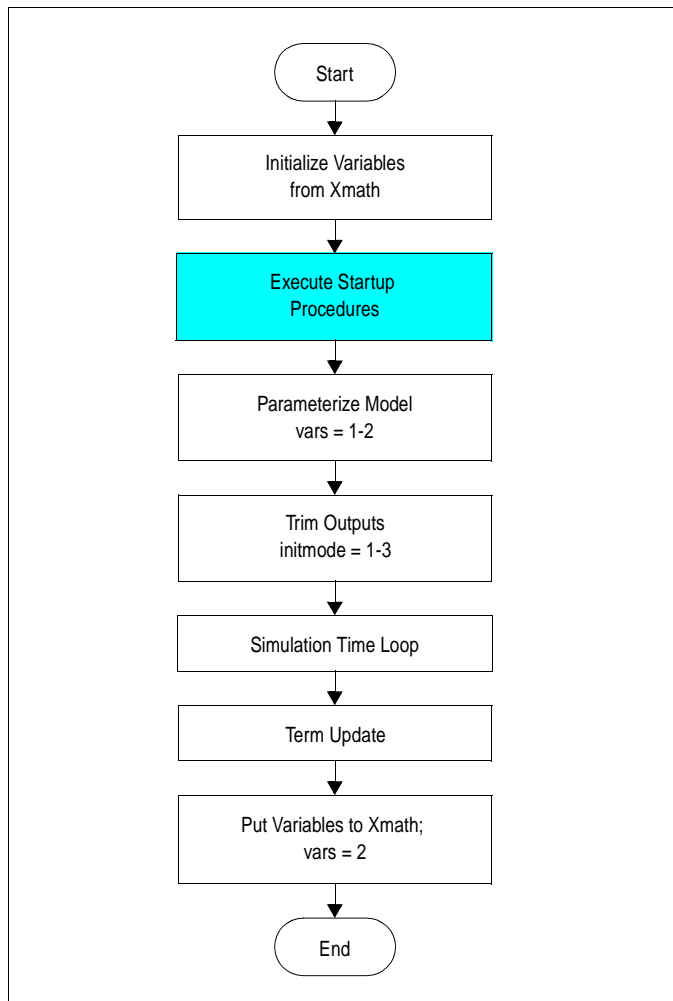 Start
Initialize Variables
from Xmath
Execute Startup
Procedures
Parameterize Model
vars = 1-2
Trim Outputs
initmode = 1-3
Simulation Time Loop
Term Update
Put Variables to Xmath;
vars = 2
End